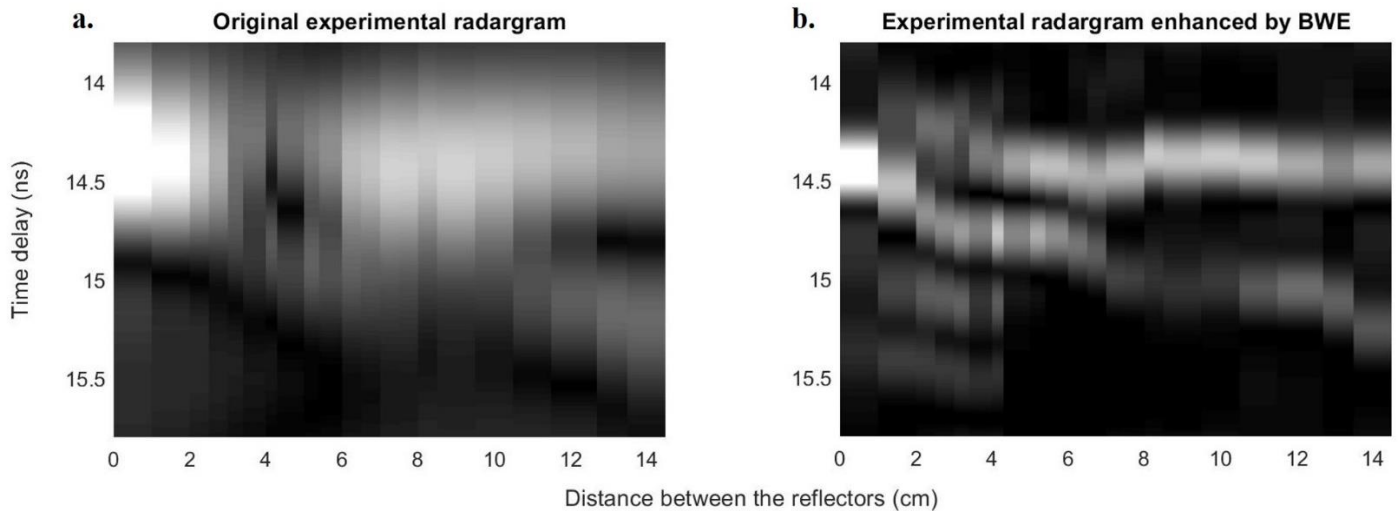 a. Original experimental radargram
b. Experimental radargram enhanced by BWE
Time delay (ns)
14
14.5
15
15.5
0 2 4 6 8 10 12 14
14
14.5
15
15.5
0 2 4 6 8 10 12 14
Distance between the reflectors (cm)